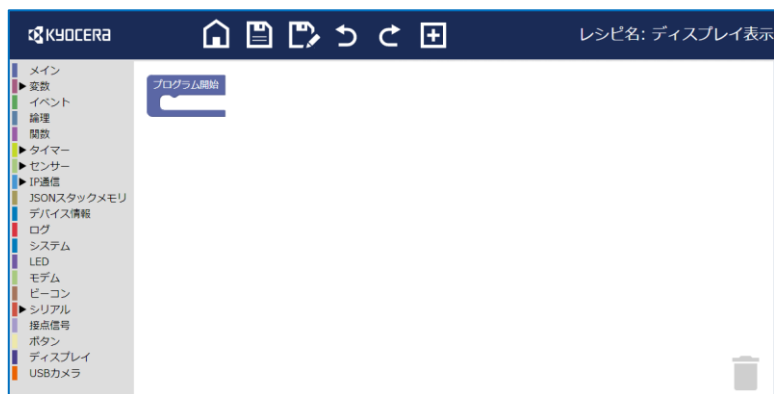 KYOCERA
レシピ名: ディスプレイ表示
メイン
変数
イベント
論理
関数
タイマー
センサー
IP通信
JSONスタックメモリ
デバイス情報
ログ
システム
LED
モデム
ビーコン
シリアル
接点信号
ボタン
ディスプレイ
USBカメラ
プログラム開始